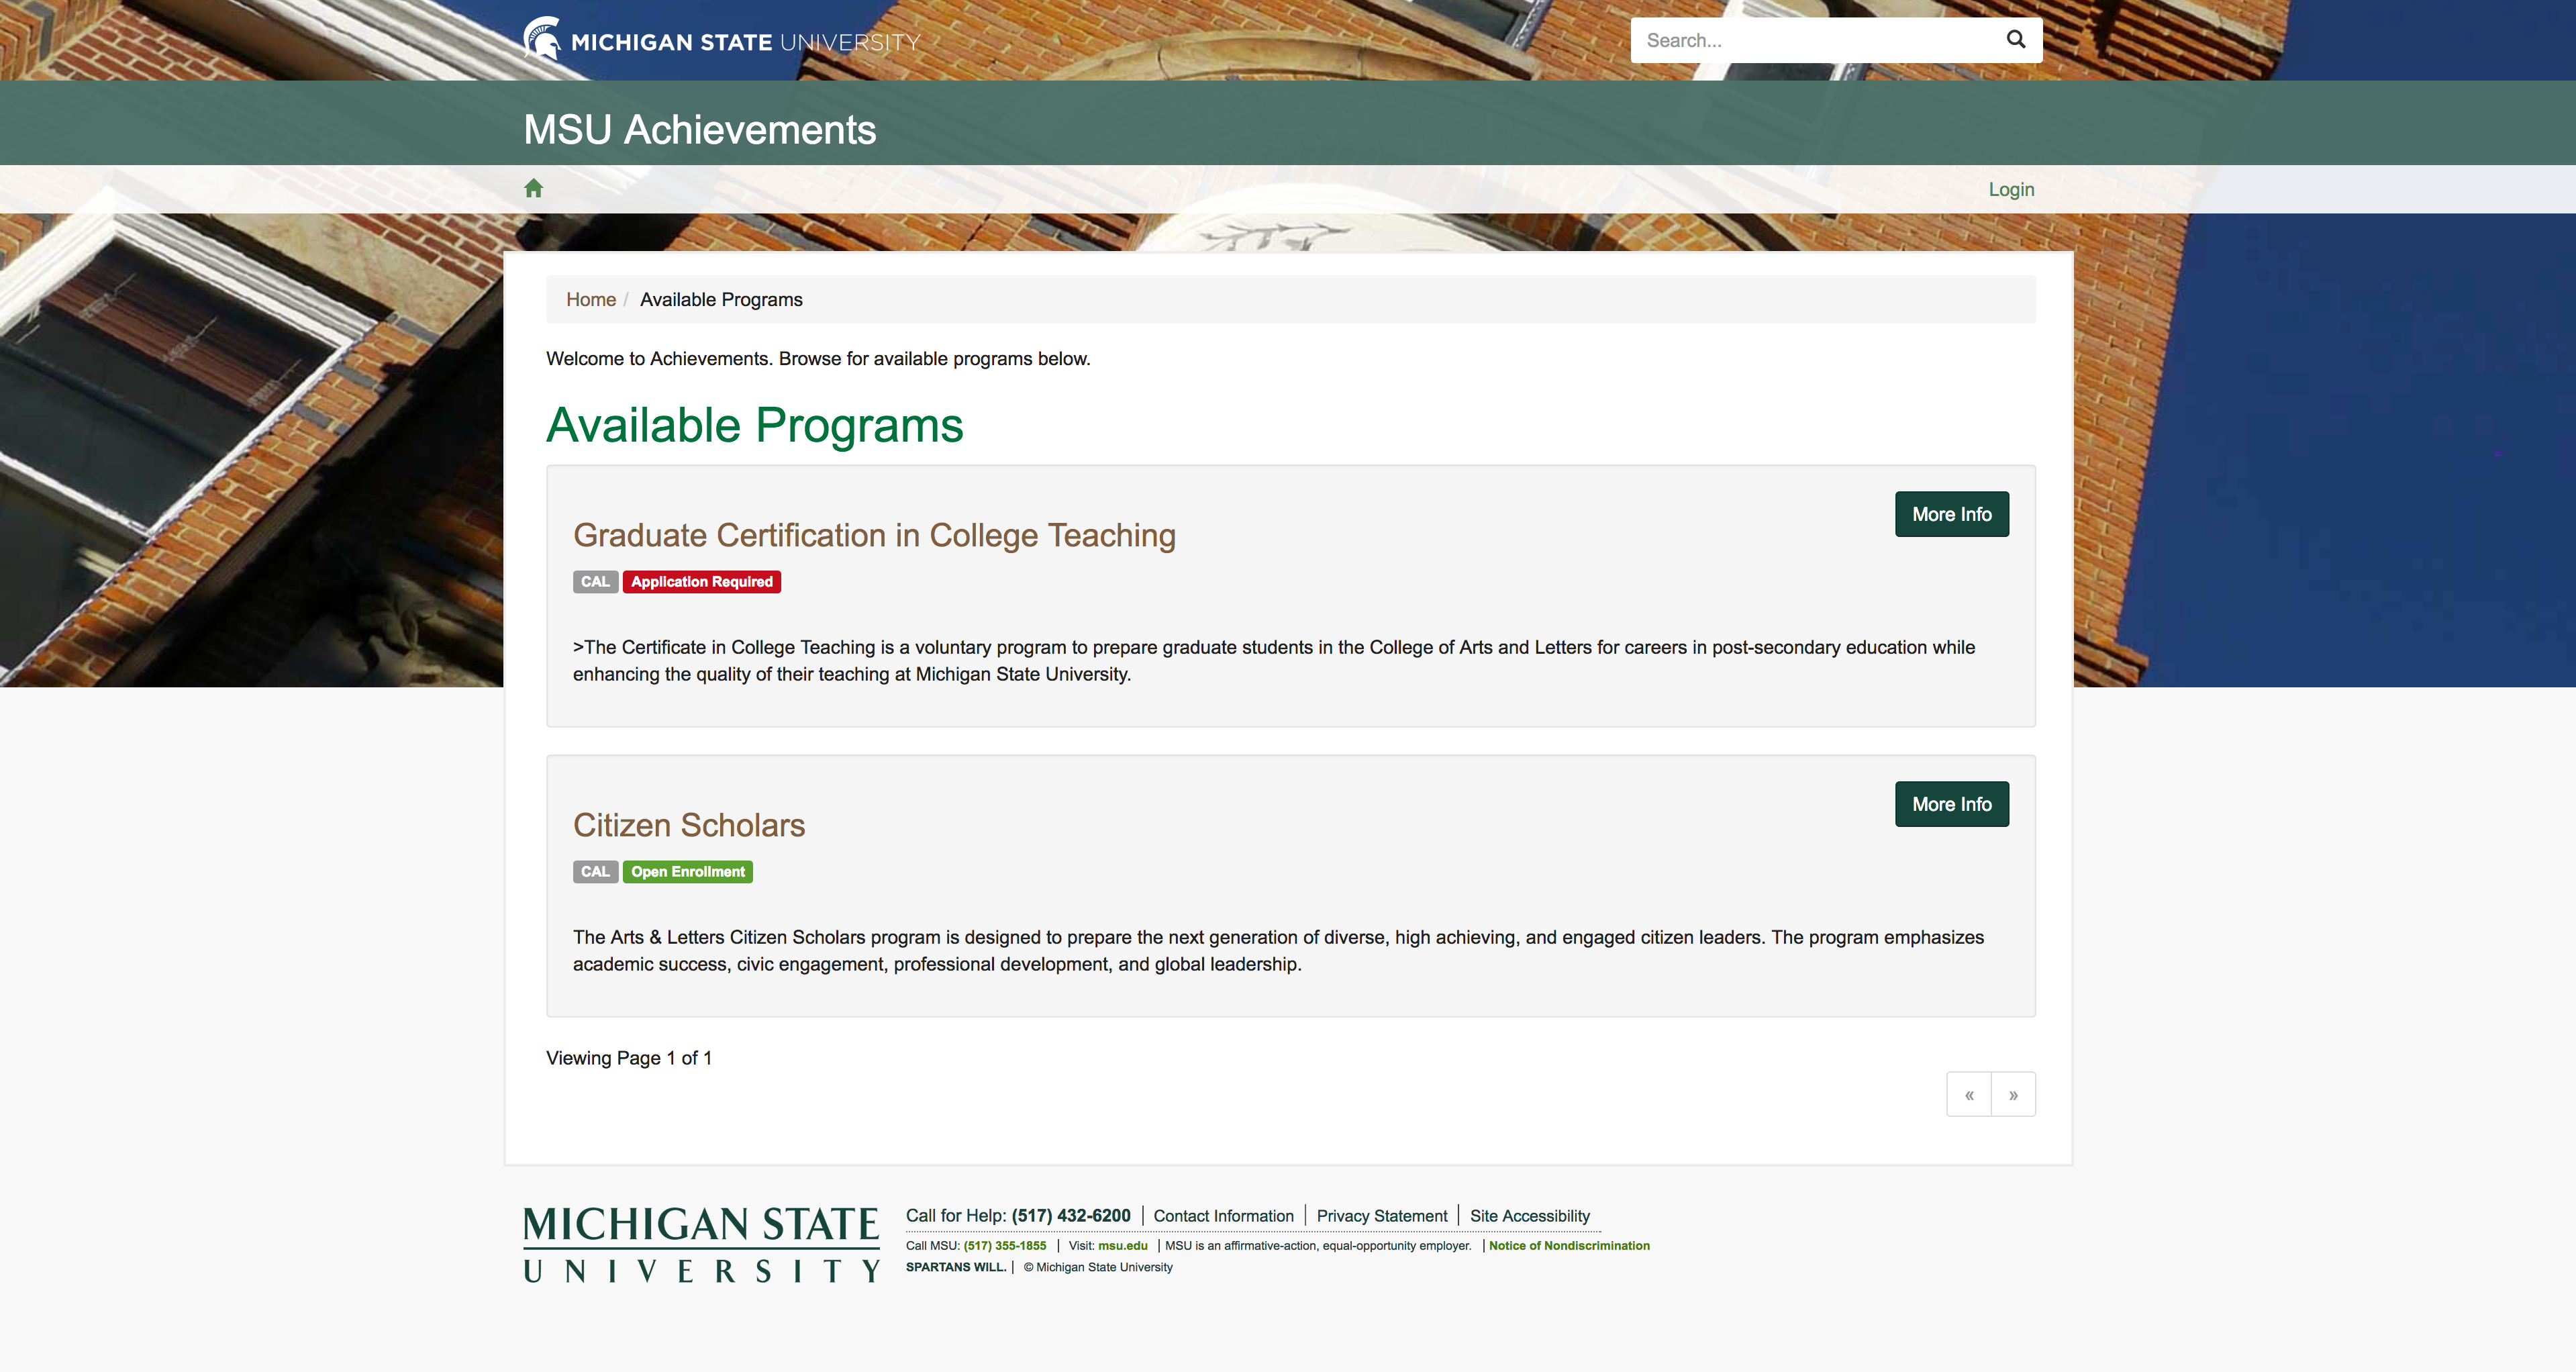 MICHIGAN STATE UNIVERSITY
Search...
MSU Achievements
Login
Home / Available Programs
Welcome to Achievements. Browse for available programs below.
Available Programs
More Info
Graduate Certification in College Teaching
CAL Application Required
>The Certificate in College Teaching is a voluntary program to prepare graduate students in the College of Arts and Letters for careers in post-secondary education while
enhancing the quality of their teaching at Michigan State University.
More Info
Citizen Scholars
CAL Open Enrollment
The Arts & Letters Citizen Scholars program is designed to prepare the next generation of diverse, high achieving, and engaged citizen leaders. The program emphasizes
academic success, civic engagement, professional development, and global leadership.
Viewing Page 1 of 1
« »
MICHIGAN STATE
UNIVERSITY
Call for Help: (517) 432-6200 | Contact Information | Privacy Statement | Site Accessibility
Call MSU: (517) 355-1855 | Visit: msu.edu | MSU is an affirmative-action, equal-opportunity employer. | Notice of Nondiscrimination
SPARTANS WILL. | © Michigan State University